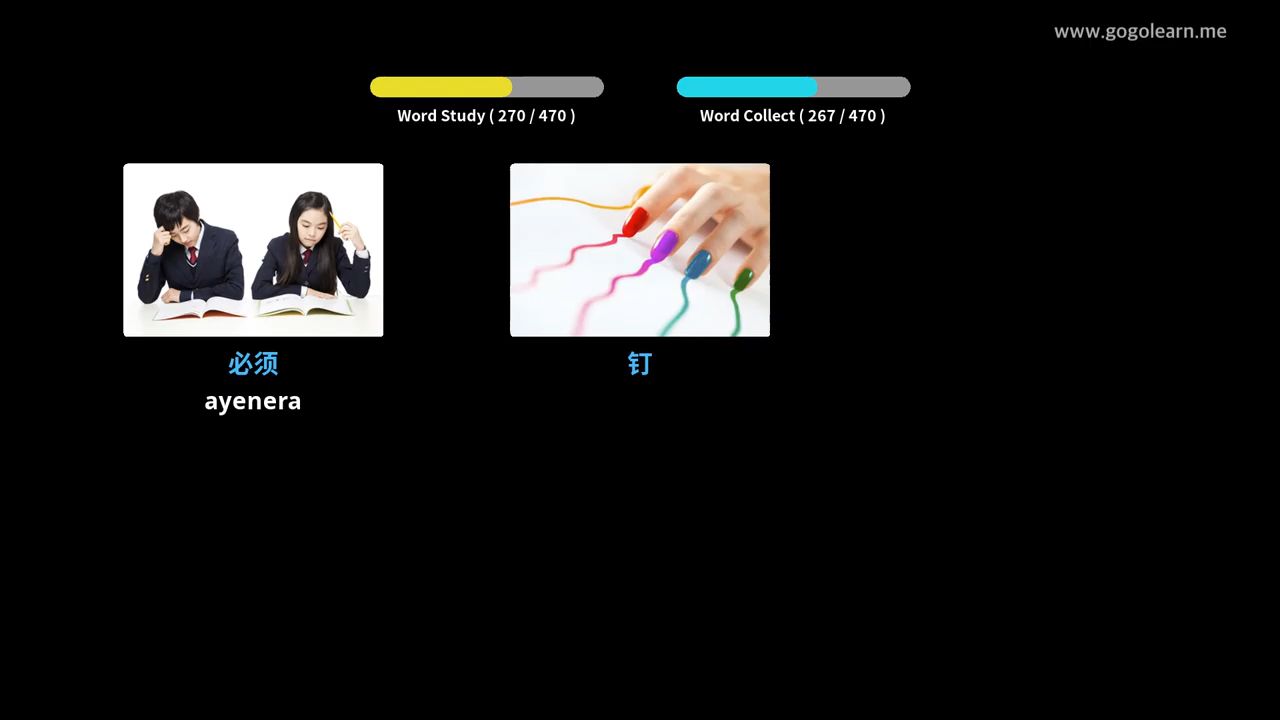 www.gogolearn.me
Word Study ( 270 / 470 )
Word Collect ( 267 / 470 )
必须
ayenera
钉